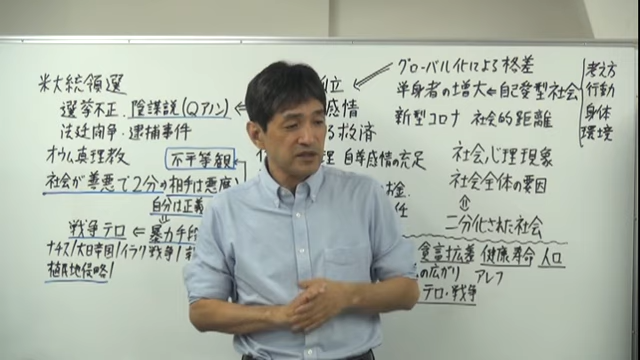 米大統領選
選挙不正、陰謀説(Qアノン) ⇐
法廷闘争・逮捕事件
オウム真理教
不平等観
社会が善悪で2分の相手は悪魔
自分は正義
戦争テロ ⇐ 暴力手段
ナチス/大日本帝国/イラク戦争/
植民地侵略/
位
感情
る救済
理 自尊感情の充足
グローバル化による格差
単身者の増大 ⇐ 自己愛型社会
新型コロナ 社会的距離
考え方
行動
身体
環境
社会心理現象
社会全体の要因
⇑
二分化された社会
貧富拡差 健康寿命 人口
の広がり アレフ
テロ・戦争